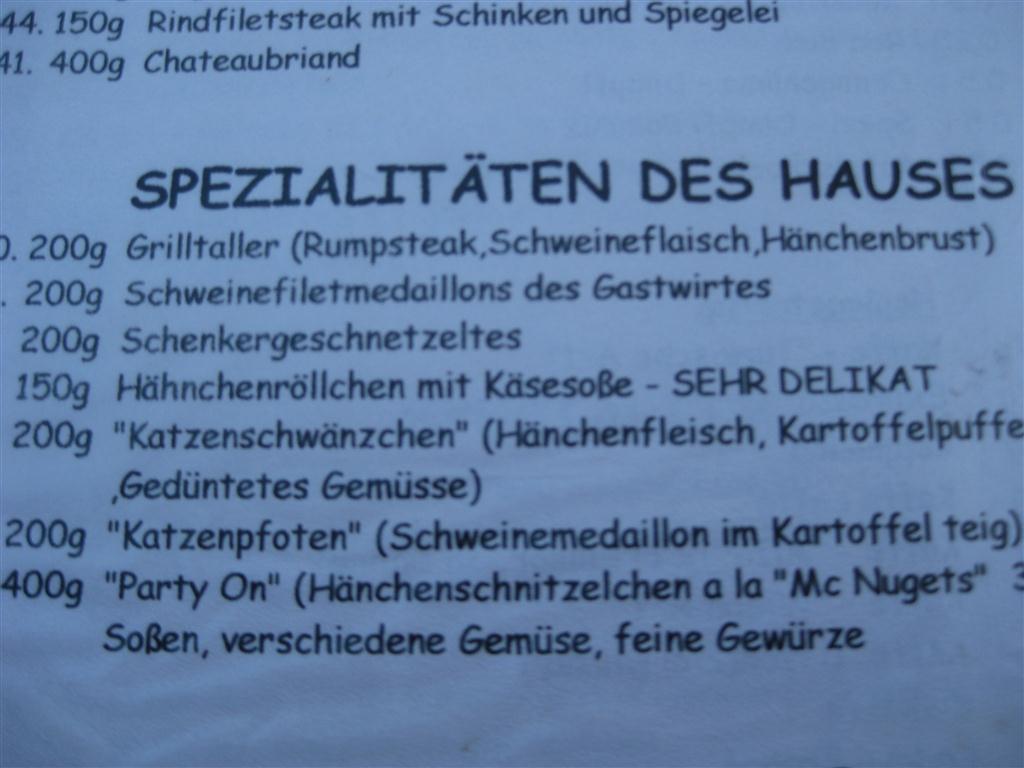 44. 150g Rindfiletsteak mit Schinken und Spiegelei
41. 400g Chateaubriand
SPEZIALITÄTEN DES HAUSES
0. 200g Grilltaller (Rumpsteak,Schweineflaisch,Hänchenbrust)
. 200g Schweinefiletmedaillons des Gastwirtes
200g Schenkergeschnetzeltes
150g Hähnchenröllchen mit Käsesoße - SEHR DELIKAT
200g "Katzenschwänzchen" (Hänchenfleisch, Kartoffelpuffe
,Gedüntetes Gemüsse)
200g "Katzenpfoten" (Schweinemedaillon im Kartoffel teig)
400g "Party On" (Hänchenschnitzelchen a la "Mc Nugets" 3
Soßen, verschiedene Gemüse, feine Gewürze